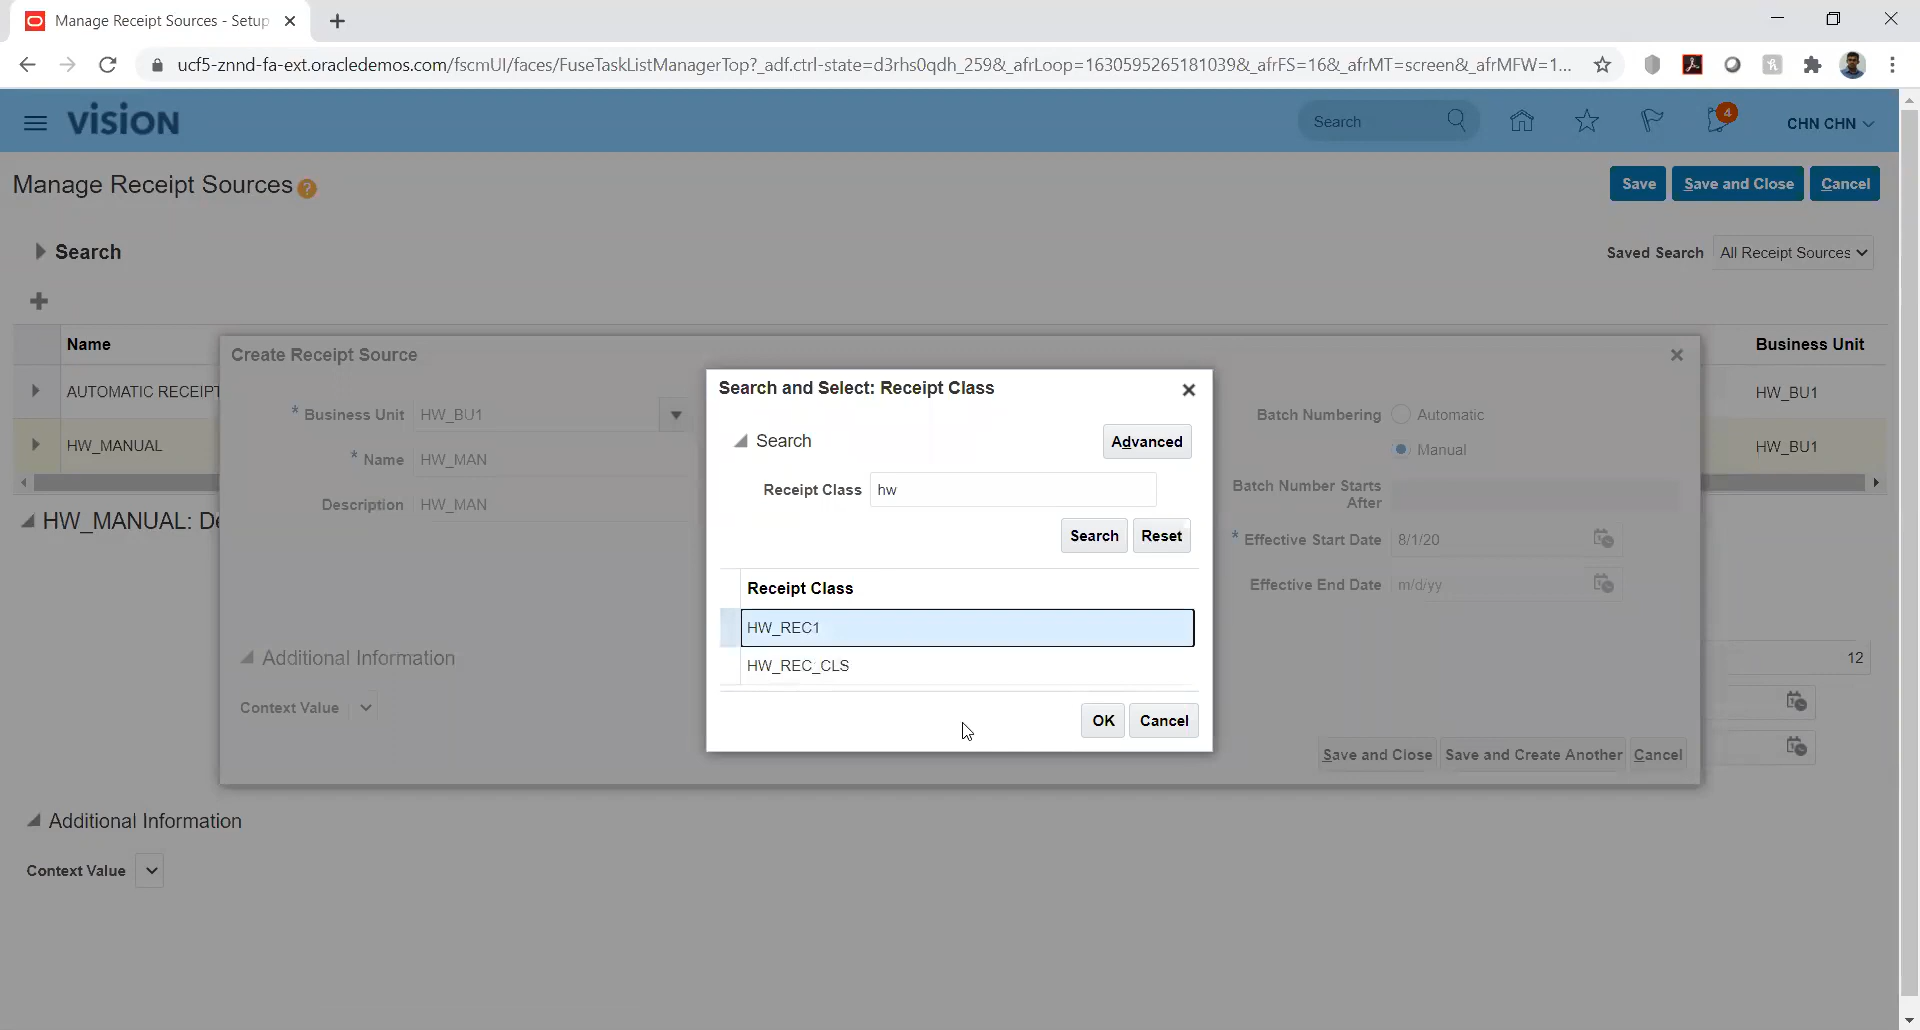 Manage Receipt Sources - Setup
ucf5-znnd-fa-ext.oracledemos.com/fscmUI/faces/FuseTaskListManagerTop?_adf.ctrl-state=d3rhs0qdh_259&_afrLoop=1630595265181039&_afrFS=16&_afrMT=screen&_afrMFW=1...
vision
Search
4
CHN CHN
Manage Receipt Sources ?
Save
Save and Close
Cancel
Search
Saved Search All Receipt Sources
Name
Business Unit
AUTOMATIC RECEIPT
HW_BU1
HW_MANUAL
HW_BU1
HW_MANUAL: De
Create Receipt Source
* Business Unit HW_BU1
* Name HW_MAN
Description HW_MAN
Additional Information
Context Value
Batch Numbering Automatic
Manual
Batch Number Starts
After
* Effective Start Date 8/1/20
Effective End Date m/d/yy
Save and Close
Save and Create Another
Cancel
Search and Select: Receipt Class
Search
Advanced
Receipt Class hw
Search
Reset
Receipt Class
HW_REC1
HW_REC_CLS
OK
Cancel
12
Additional Information
Context Value